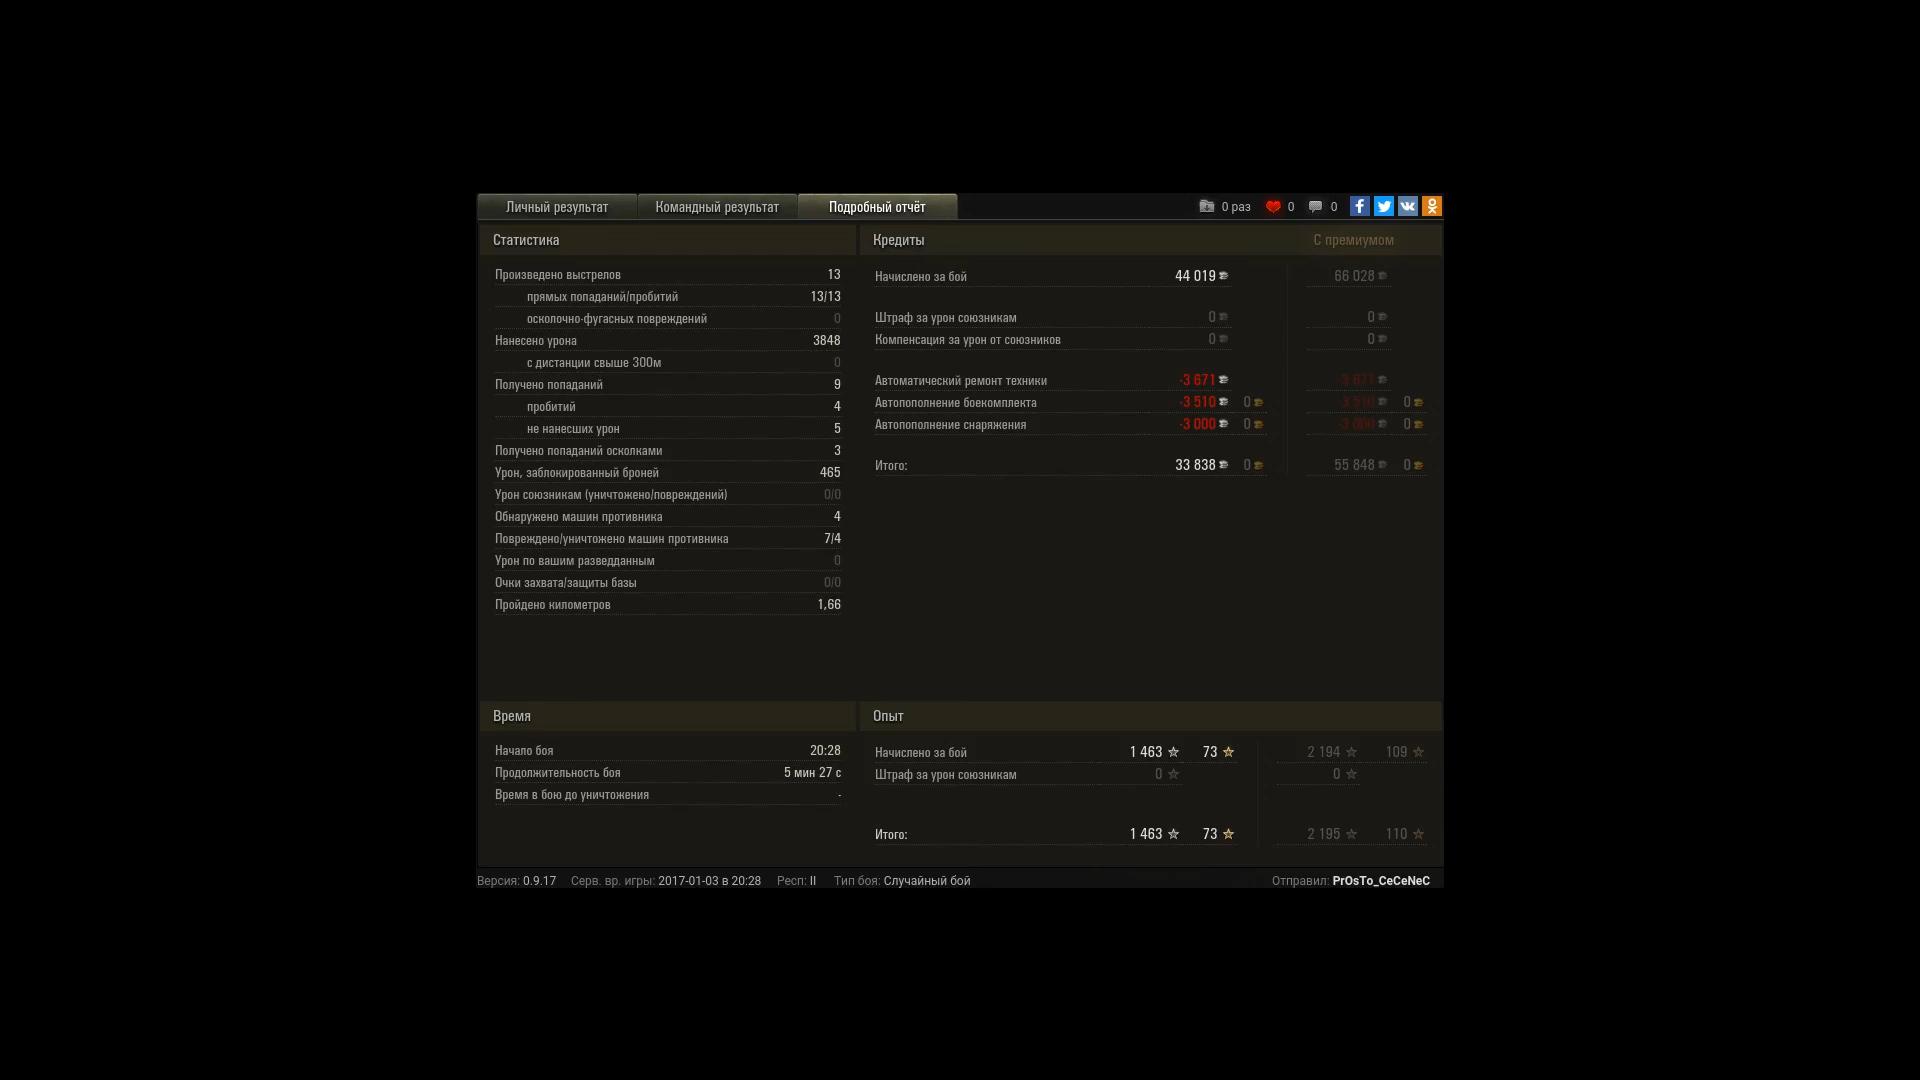 Личный результат Командный результат Подробный отчёт 0 раз 0 0
Статистика
Произведено выстрелов 13
прямых попаданий/пробитий 13/13
осколочно-фугасных повреждений 0
Нанесено урона 3848
с дистанции свыше 300м 0
Получено попаданий 9
пробитий 4
не нанесших урон 5
Получено попаданий осколками 3
Урон, заблокированный броней 465
Урон союзникам (уничтожено/повреждений) 0/0
Обнаружено машин противника 4
Повреждено/уничтожено машин противника 7/4
Урон по вашим разведданным 0
Очки захвата/защиты базы 0/0
Пройдено километров 1,66
Кредиты С премиумом
Начислено за бой 44 019 66 028
Штраф за урон союзникам 0 0
Компенсация за урон от союзников 0 0
Автоматический ремонт техники -3 671 -3 671
Автопополнение боекомплекта -3 510 0 -3 510 0
Автопополнение снаряжения -3 000 0 -3 000 0
Итого: 33 838 0 55 848 0
Время
Начало боя 20:28
Продолжительность боя 5 мин 27 с
Время в бою до уничтожения -
Опыт
Начислено за бой 1 463 73 2 194 109
Штраф за урон союзникам 0 0
Итого: 1 463 73 2 195 110
Версия: 0.9.17 Серв. вр. игры: 2017-01-03 в 20:28 Респ: II Тип боя: Случайный бой Отправил: PrOsTo_CeCeNeC